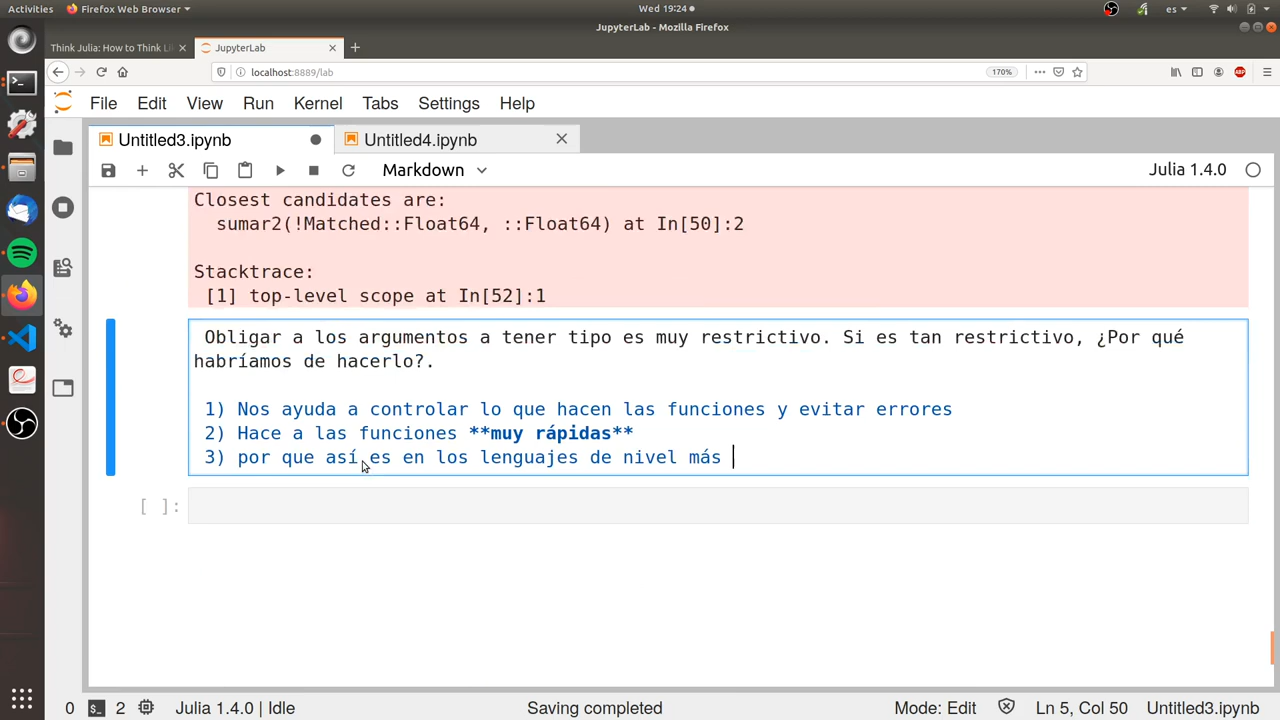 Activities
Firefox Web Browser
Wed 19:24
es
JupyterLab - Mozilla Firefox
Think Julia: How to Think Li
JupyterLab
localhost:8889/lab
170%
ABP
File Edit View Run Kernel Tabs Settings Help
Untitled3.ipynb
Untitled4.ipynb
Markdown
Julia 1.4.0
Closest candidates are:
sumar2(!Matched::Float64, ::Float64) at In[50]:2
Stacktrace:
[1] top-level scope at In[52]:1
Obligar a los argumentos a tener tipo es muy restrictivo. Si es tan restrictivo, ¿Por qué
habríamos de hacerlo?.
1) Nos ayuda a controlar lo que hacen las funciones y evitar errores
2) Hace a las funciones **muy rápidas**
3) por que así es en los lenguajes de nivel más
[ ]:
0
2
Julia 1.4.0 | Idle
Saving completed
Mode: Edit
Ln 5, Col 50
Untitled3.ipynb